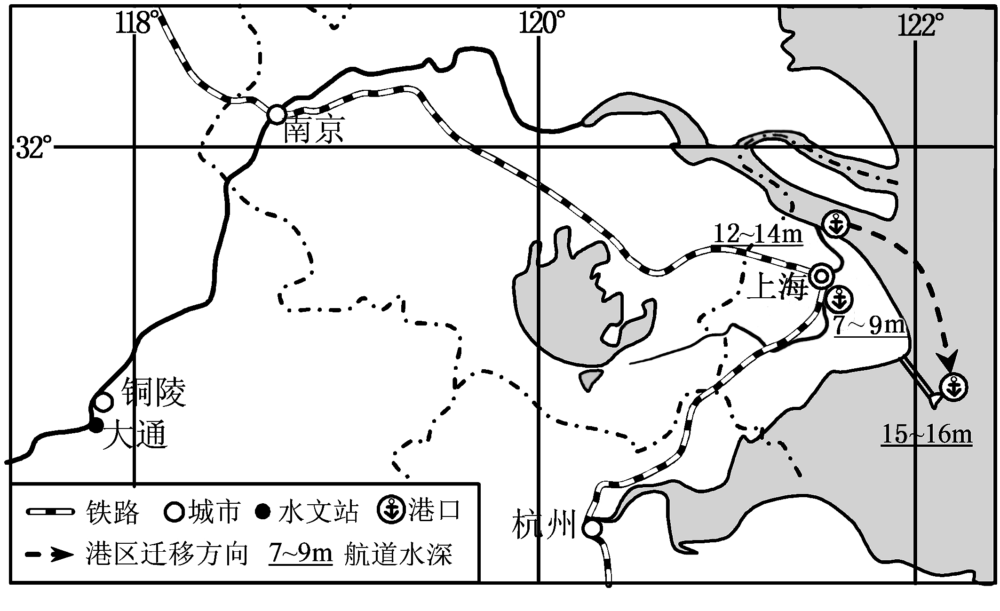 118° 120° 122°
南京
32°
12~14m
上海
7~9m
铜陵
大通
15~16m
铁路 城市 水文站 港口
杭州
港区迁移方向 7~9m 航道水深